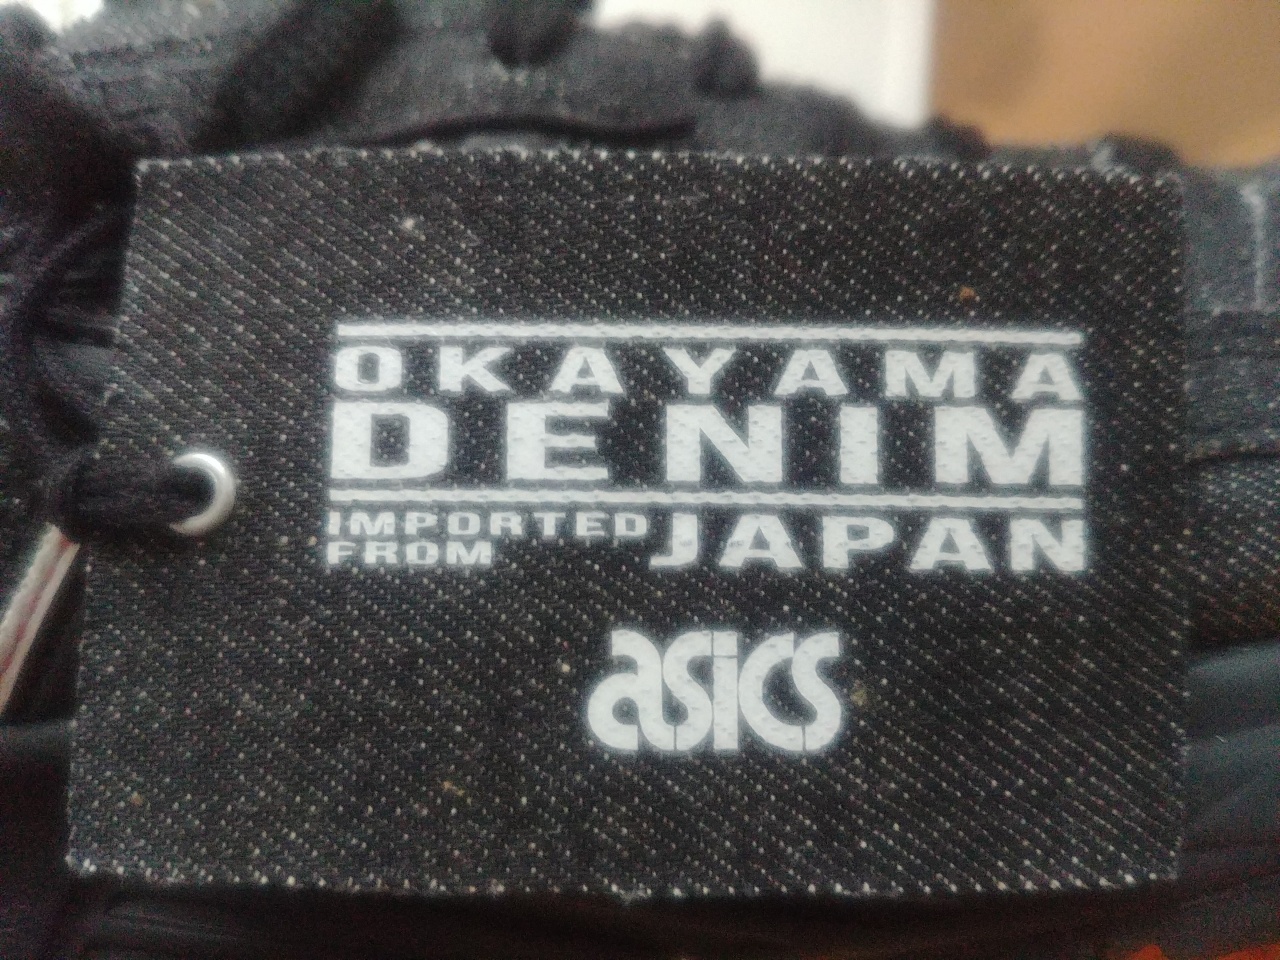 OKAYAMA
DENIM
IMPORTED
FROM JAPAN
asics